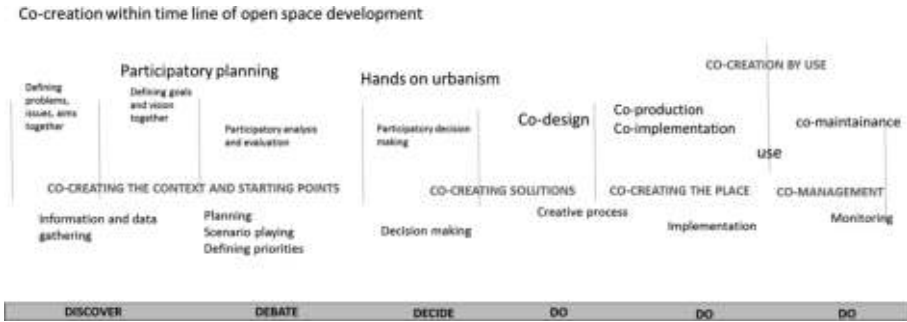 Co-creation within time line of open space development
CO-CREATION BY USE
Participatory planning
Hands on urbanism
Defining
problems,
issues, aims
together
Defining goals
and vision
together
Participatory analysis
and evaluation
Participatory decision
making
Co-design
Co-production
Co-implementation
co-maintainance
use
CO-CREATING THE CONTEXT AND STARTING POINTS
CO-CREATING SOLUTIONS
CO-CREATING THE PLACE
CO-MANAGEMENT
Information and data
gathering
Planning
Scenario playing
Defining priorities
Decision making
Creative process
Implementation
Monitoring
DISCOVER
DEBATE
DECIDE
DO
DO
DO